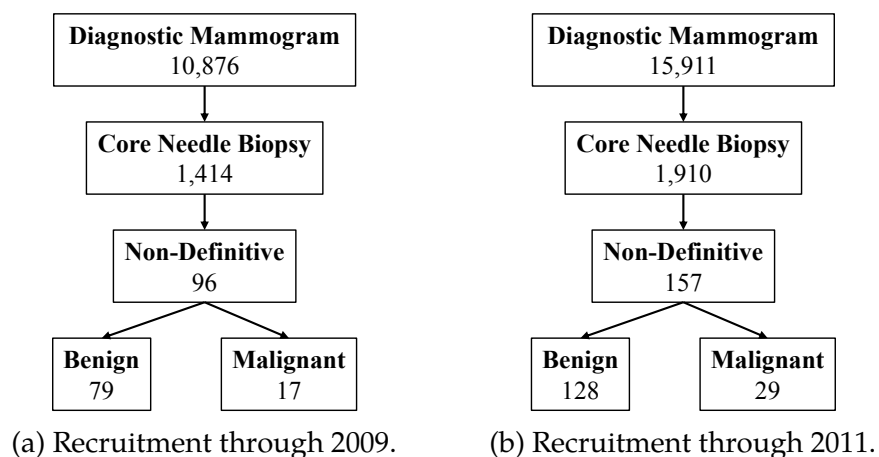 Diagnostic Mammogram
10,876
Core Needle Biopsy
1,414
Non-Definitive
96
Benign
79
Malignant
17
(a) Recruitment through 2009.
Diagnostic Mammogram
15,911
Core Needle Biopsy
1,910
Non-Definitive
157
Benign
128
Malignant
29
(b) Recruitment through 2011.